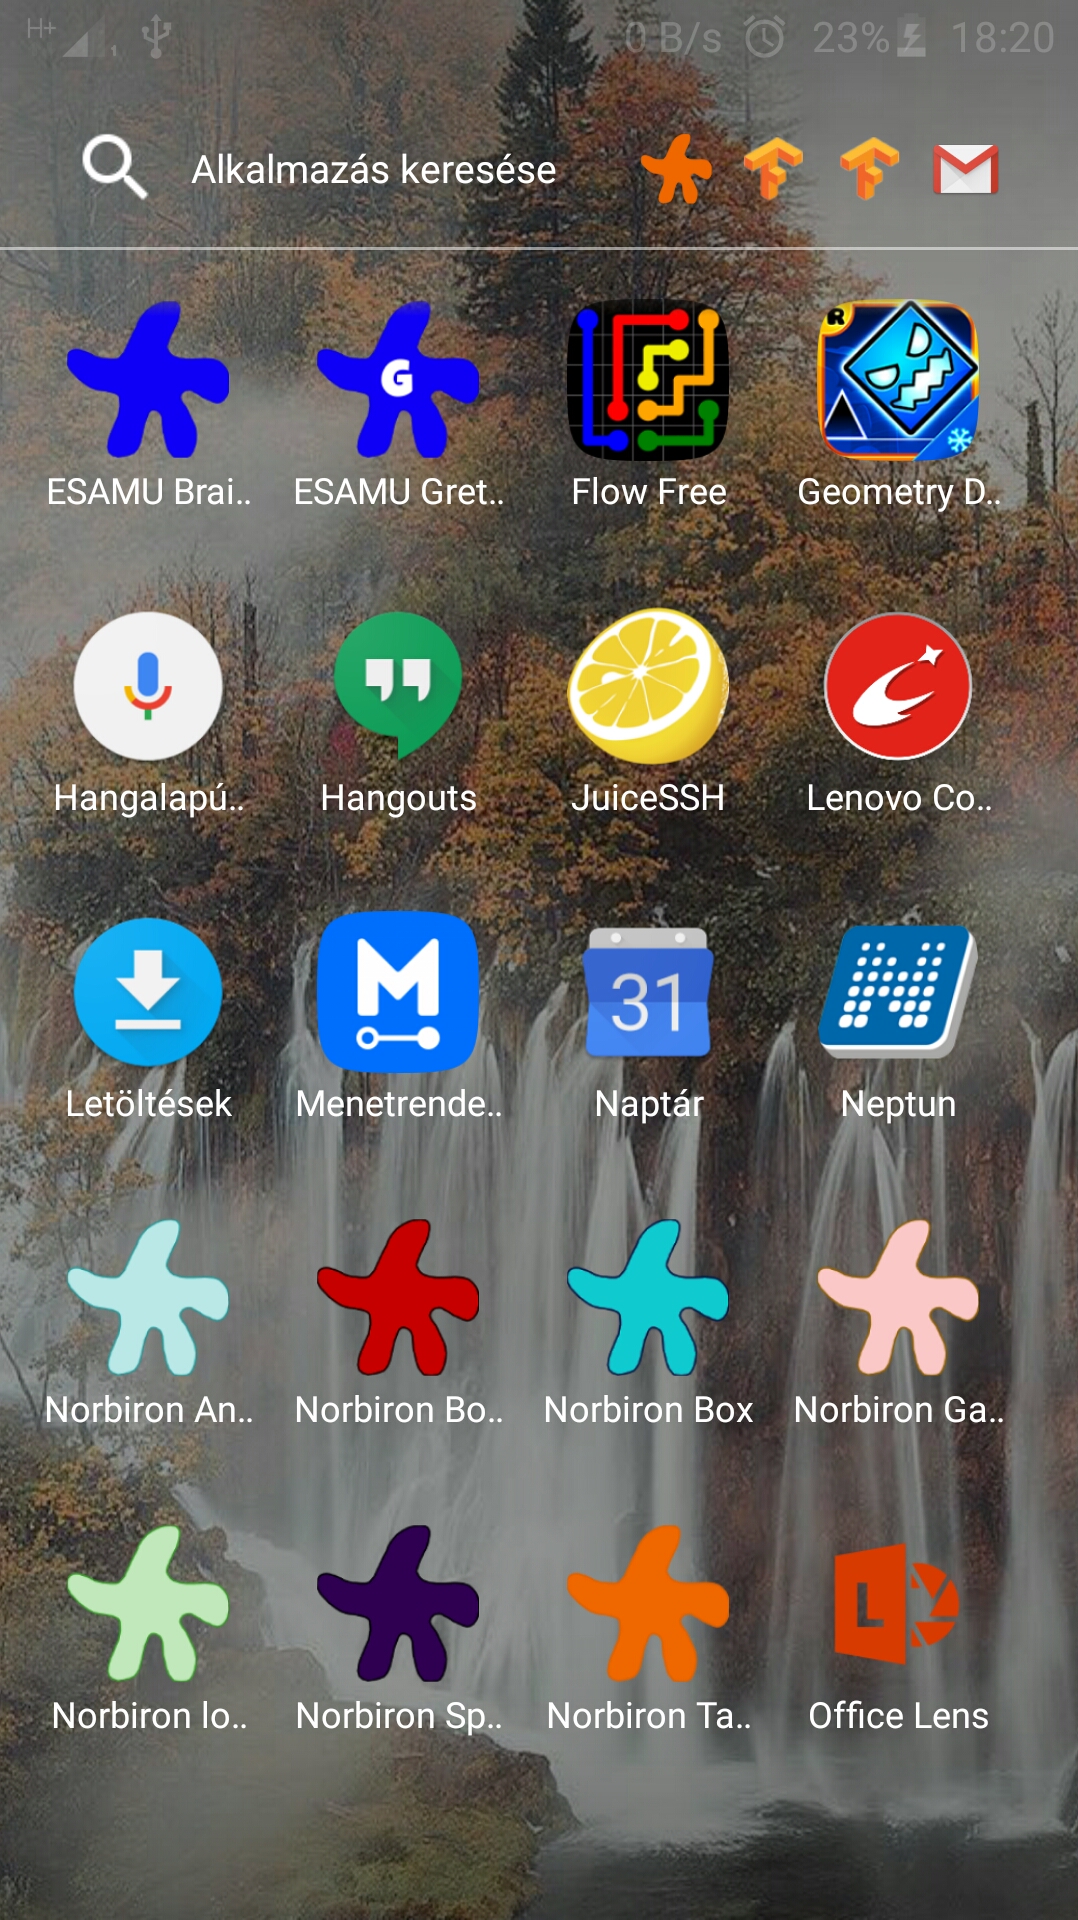 H+ 1 0 B/s 23% 18:20
Alkalmazás keresése
G
R
ESAMU Brai.. ESAMU Gret.. Flow Free Geometry D..
Hangalapú.. Hangouts JuiceSSH Lenovo Co..
M 31 N
Letöltések Menetrende.. Naptár Neptun
Norbiron An.. Norbiron Bo.. Norbiron Box Norbiron Ga..
L
Norbiron lo.. Norbiron Sp.. Norbiron Ta.. Office Lens